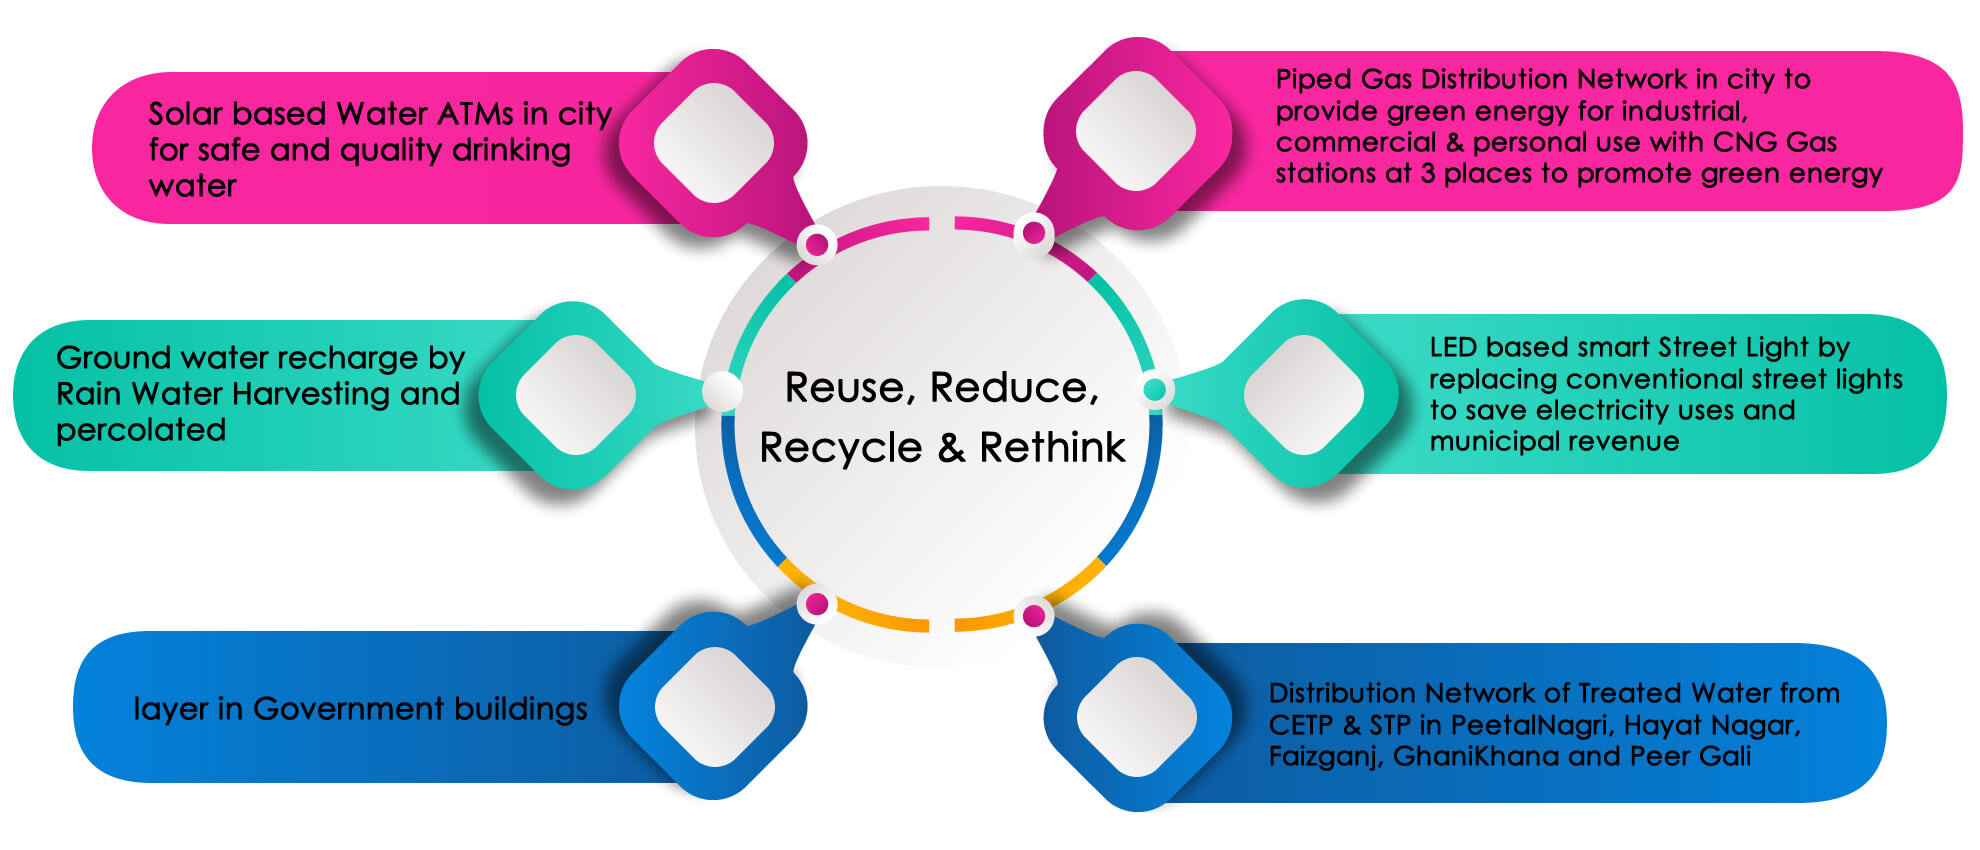 Solar based Water ATMs in city
for safe and quality drinking
water
Piped Gas Distribution Network in city to
provide green energy for industrial,
commercial & personal use with CNG Gas
stations at 3 places to promote green energy
Ground water recharge by
Rain Water Harvesting and
percolated
Reuse, Reduce,
Recycle & Rethink
LED based smart Street Light by
replacing conventional street lights
to save electricity uses and
municipal revenue
layer in Government buildings
Distribution Network of Treated Water from
CETP & STP in PeetalNagri, Hayat Nagar,
Faizganj, GhaniKhana and Peer Gali